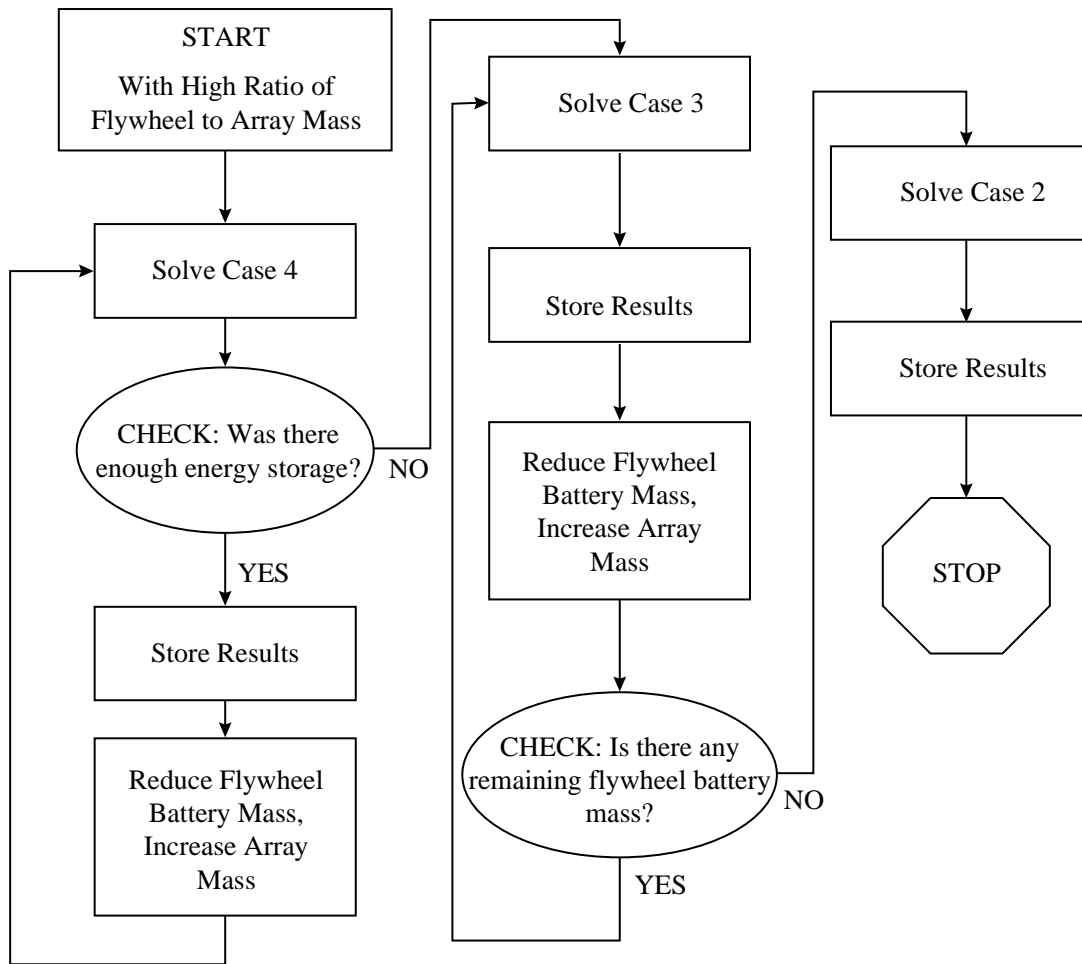 START
With High Ratio of
Flywheel to Array Mass
Solve Case 4
CHECK: Was there
enough energy storage?
NO
YES
Store Results
Reduce Flywheel
Battery Mass,
Increase Array
Mass
Solve Case 3
Store Results
Reduce Flywheel
Battery Mass,
Increase Array
Mass
CHECK: Is there any
remaining flywheel battery
mass?
NO
YES
Solve Case 2
Store Results
STOP